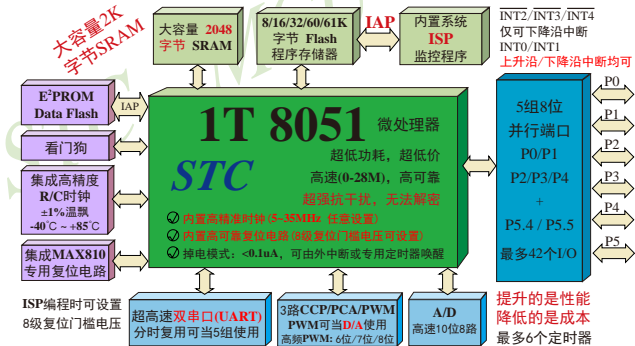 大容量2K
字节SRAM
大容量 2048
字节 SRAM
8/16/32/60/61K
字节 Flash
程序存储器
IAP
内置系统
ISP
监控程序
INT2/INT3/INT4
仅可下降沿中断
INT0/INT1
上升沿/下降沿中断均可
E²PROM
Data Flash
IAP
看门狗
集成高精度
R/C时钟
±1%温飘
-40℃ ~ +85℃
集成MAX810
专用复位电路
1T 8051 微处理器
STC
超低功耗，超低价
高速(0-28M)，高可靠
超强抗干扰，无法解密
内置高精准时钟(5~35MHz 任意设置)
内置高可靠复位电路(8级复位门槛电压可设置)
掉电模式：<0.1uA，可由外中断或专用定时器唤醒
5组8位
并行端口
P0/P1
P2/P3/P4
+
P5.4 / P5.5
最多42个I/O
P0
P1
P2
P3
P4
P5
ISP编程时可设置
8级复位门槛电压
超高速双串口(UART)
分时复用可当5组使用
3路CCP/PCA/PWM
PWM可当D/A使用
高频PWM: 6位/7位/8位
A/D
高速10位8路
提升的是性能
降低的是成本
最多6个定时器